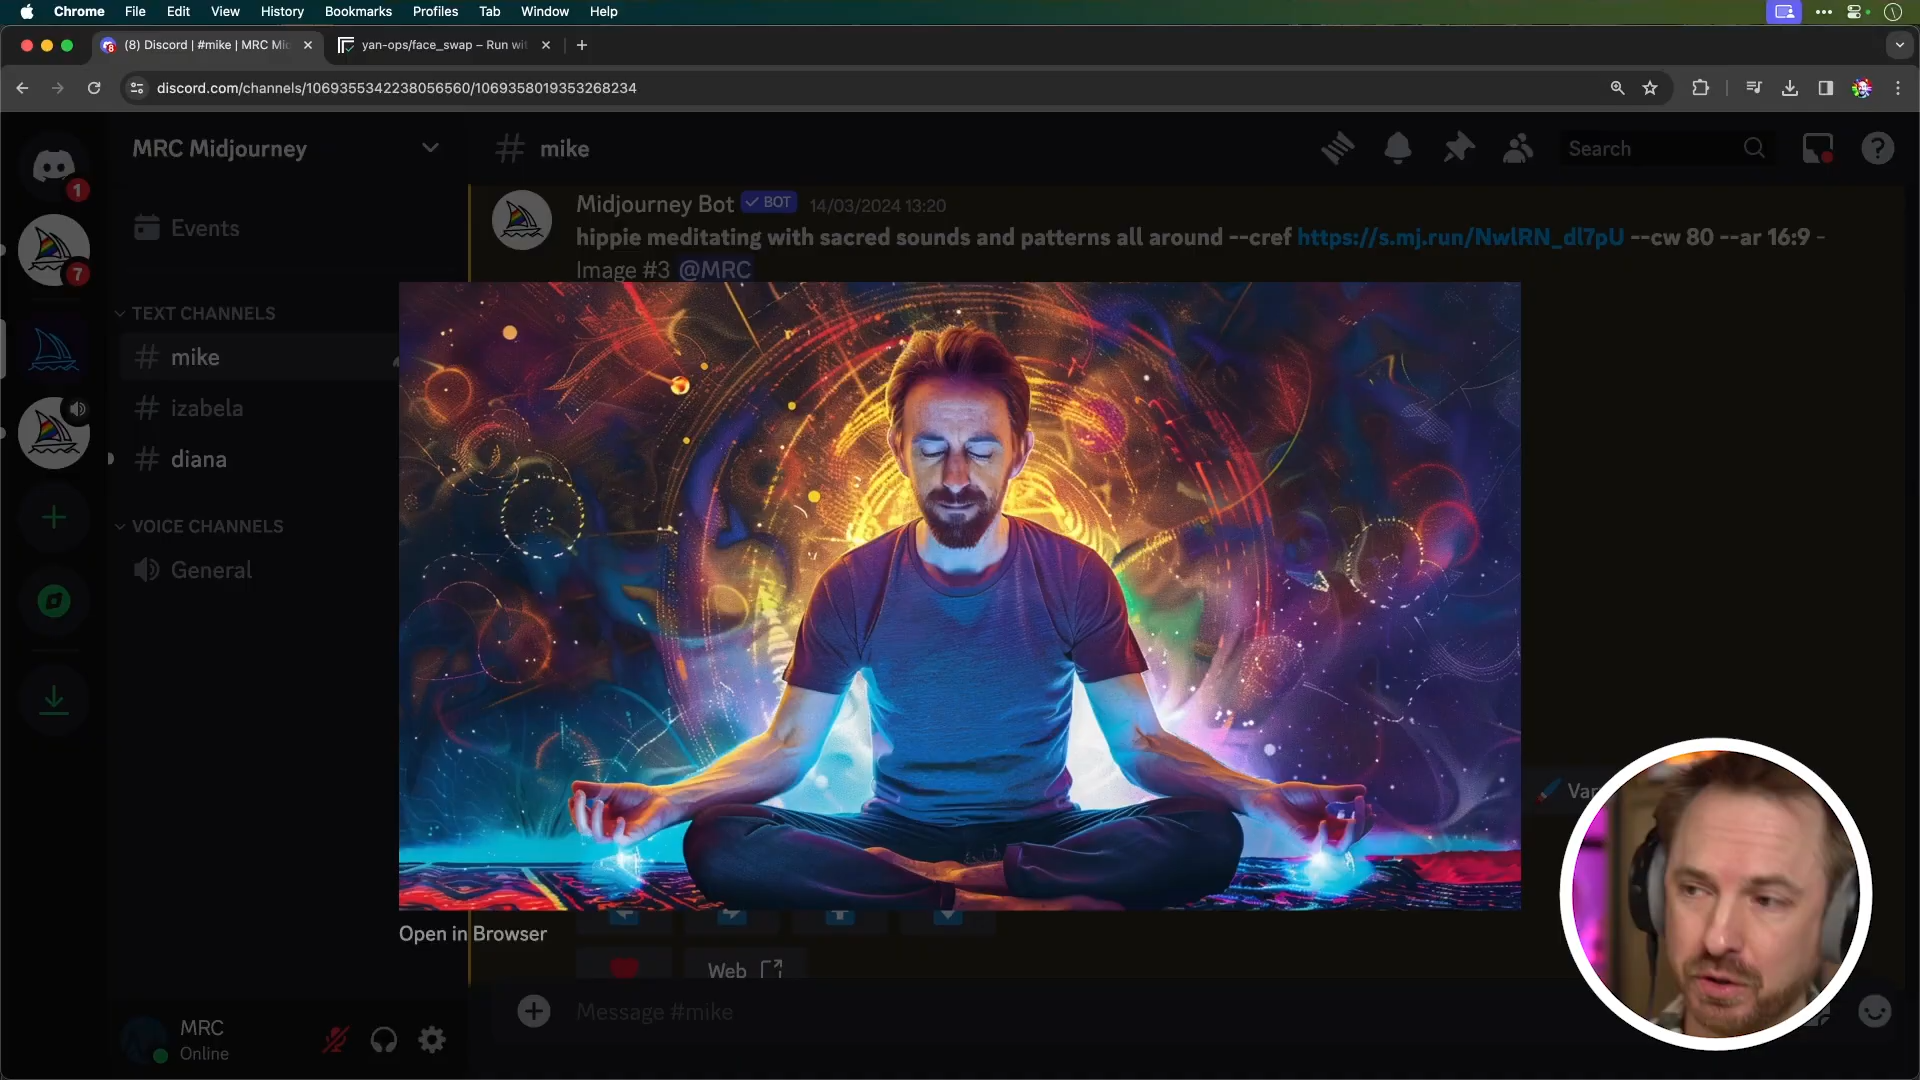 Chrome File Edit View History Bookmarks Profiles Tab Window Help
(8) Discord | #mike | MRC Mi
yan-ops/face_swap – Run wit
discord.com/channels/1069355342238056560/1069358019353268234
1
MRC Midjourney
# mike
Search
7
Events
Midjourney Bot BOT 14/03/2024 13:20
hippie meditating with sacred sounds and patterns all around --cref https://s.mj.run/NwlRN_dl7pU --cw 80 --ar 16:9 -
Image #3 @MRC
TEXT CHANNELS
# mike
# izabela
# diana
VOICE CHANNELS
General
Open in Browser
Web
Message #mike
MRC
Online